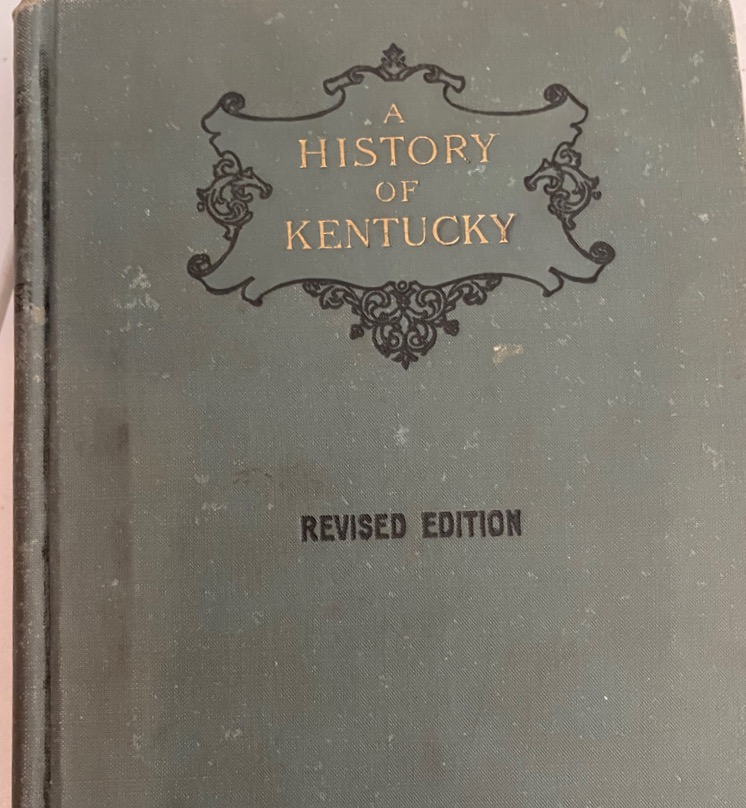 A
HISTORY
OF
KENTUCKY
REVISED EDITION